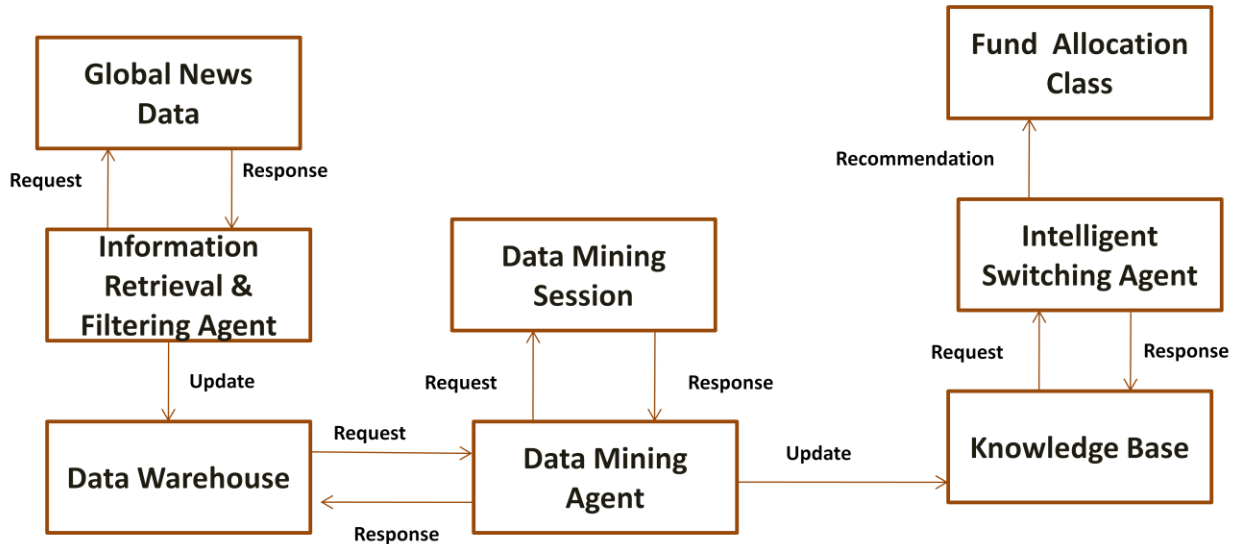 Global News
Data
Fund Allocation
Class
Request
Response
Recommendation
Information
Retrieval &
Filtering Agent
Data Mining
Session
Intelligent
Switching Agent
Update
Request
Response
Request
Response
Data Warehouse
Request
Response
Data Mining
Agent
Update
Knowledge Base